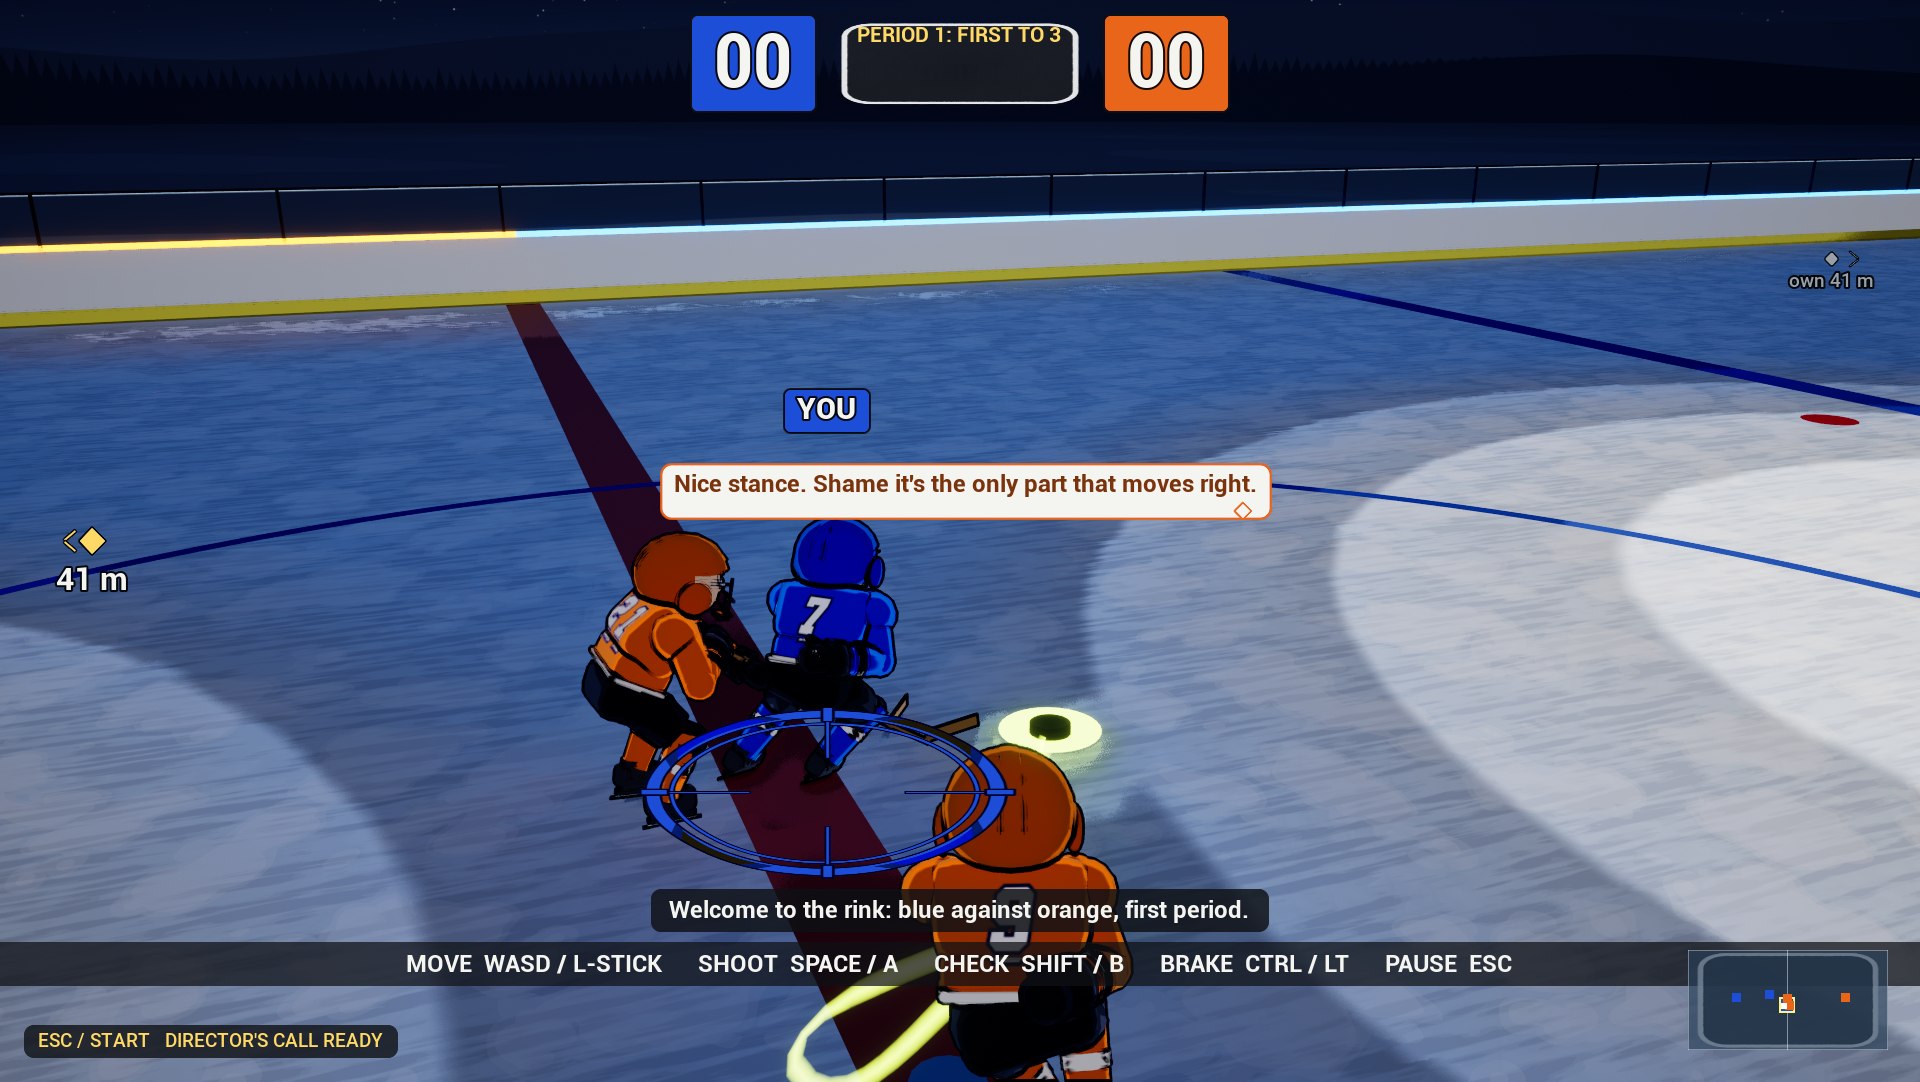 00
PERIOD 1: FIRST TO 3
00
own 41 m
YOU
Nice stance. Shame it's the only part that moves right.
41 m
21
7
9
Welcome to the rink: blue against orange, first period.
MOVE WASD / L-STICK SHOOT SPACE / A CHECK SHIFT / B BRAKE CTRL / LT PAUSE ESC
ESC / START DIRECTOR'S CALL READY